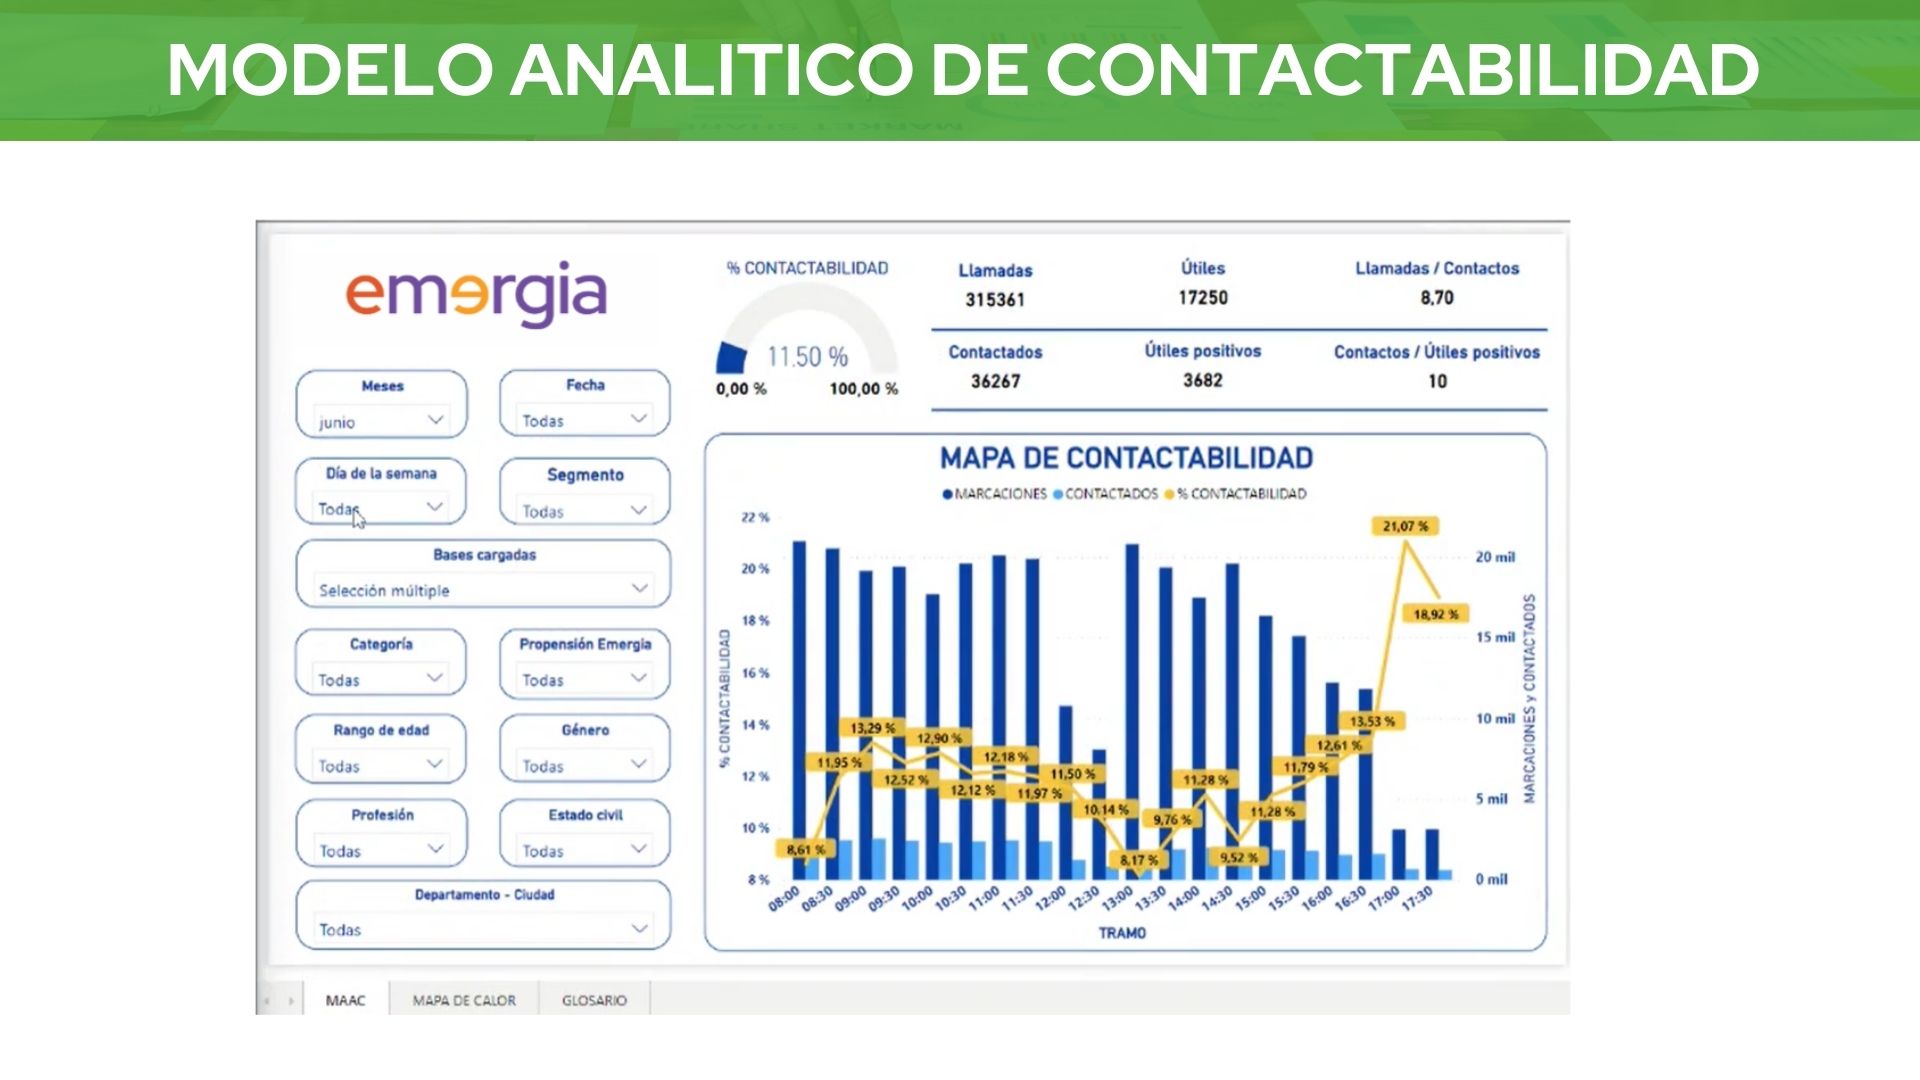 MODELO ANALITICO DE CONTACTABILIDAD
emergia
Meses
junio
Fecha
Todas
Día de la semana
Todas
Segmento
Todas
Bases cargadas
Selección múltiple
Categoría
Todas
Propensión Emergia
Todas
Rango de edad
Todas
Género
Todas
Profesión
Todas
Estado civil
Todas
Departamento - Ciudad
Todas
% CONTACTABILIDAD
11.50 %
0,00 %
100,00 %
Llamadas
315361
Útiles
17250
Llamadas / Contactos
8,70
Contactados
36267
Útiles positivos
3682
Contactos / Útiles positivos
10
MAPA DE CONTACTABILIDAD
MARCACIONES CONTACTADOS % CONTACTABILIDAD
% CONTACTABILIDAD
22 %
20 %
18 %
16 %
14 %
12 %
10 %
8 %
8,61 %
11,95 %
13,29 %
12,52 %
12,90 %
12,12 %
12,18 %
11,97 %
11,50 %
10,14 %
8,17 %
9,76 %
11,28 %
9,52 %
11,28 %
11,79 %
12,61 %
13,53 %
21,07 %
18,92 %
20 mil
15 mil
10 mil
5 mil
0 mil
MARCACIONES y CONTACTADOS
08:00 08:30 09:00 09:30 10:00 10:30 11:00 11:30 12:00 12:30 13:00 13:30 14:00 14:30 15:00 15:30 16:00 16:30 17:00 17:30
TRAMO
MAAC
MAPA DE CALOR
GLOSARIO